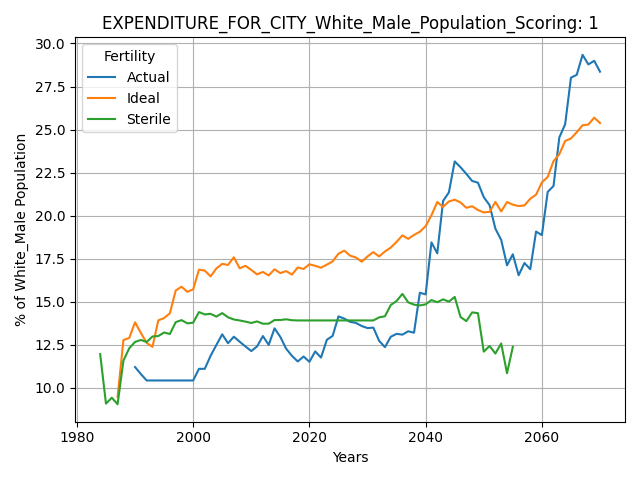 EXPENDITURE_FOR_CITY_White_Male_Population_Scoring: 1
Fertility
Actual
Ideal
Sterile
% of White_Male Population
30.0
27.5
25.0
22.5
20.0
17.5
15.0
12.5
10.0
1980
2000
2020
2040
2060
Years